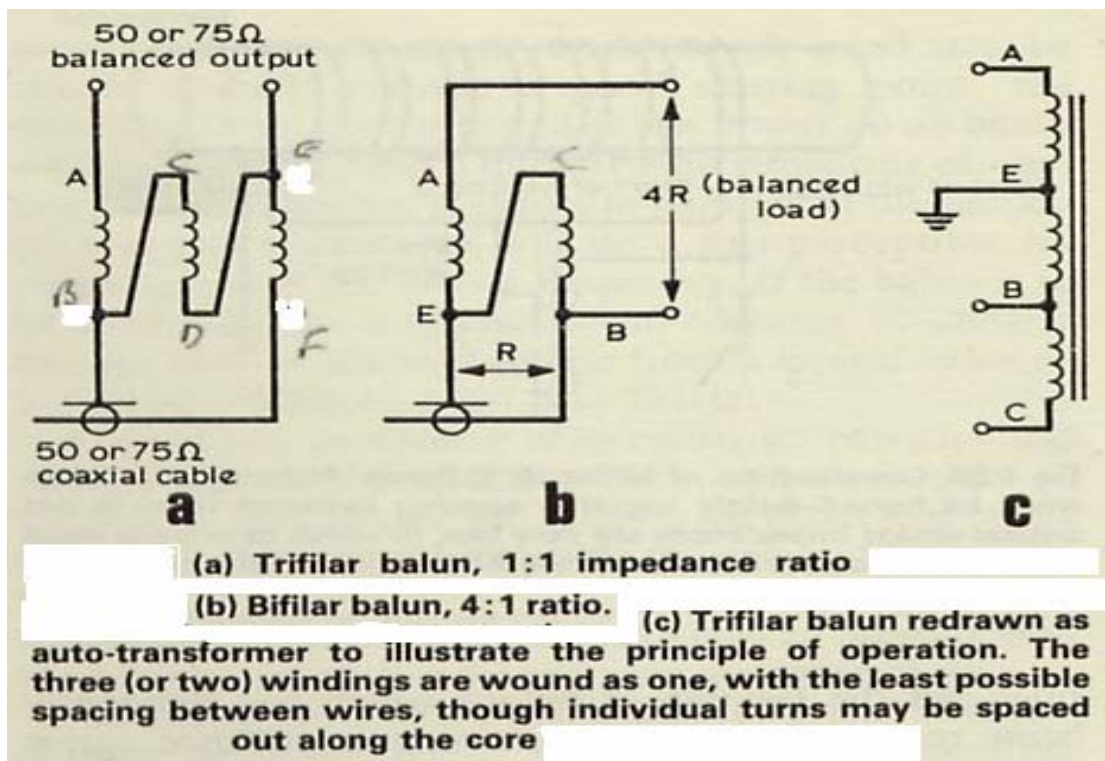 50 or 75Ω
balanced output
A
C
E
B
D
F
50 or 75Ω
coaxial cable
a
A
C
4R
(balanced
load)
E
B
R
b
A
E
B
C
c
(a) Trifilar balun, 1:1 impedance ratio
(b) Bifilar balun, 4:1 ratio.
(c) Trifilar balun redrawn as
auto-transformer to illustrate the principle of operation. The
three (or two) windings are wound as one, with the least possible
spacing between wires, though individual turns may be spaced
out along the core